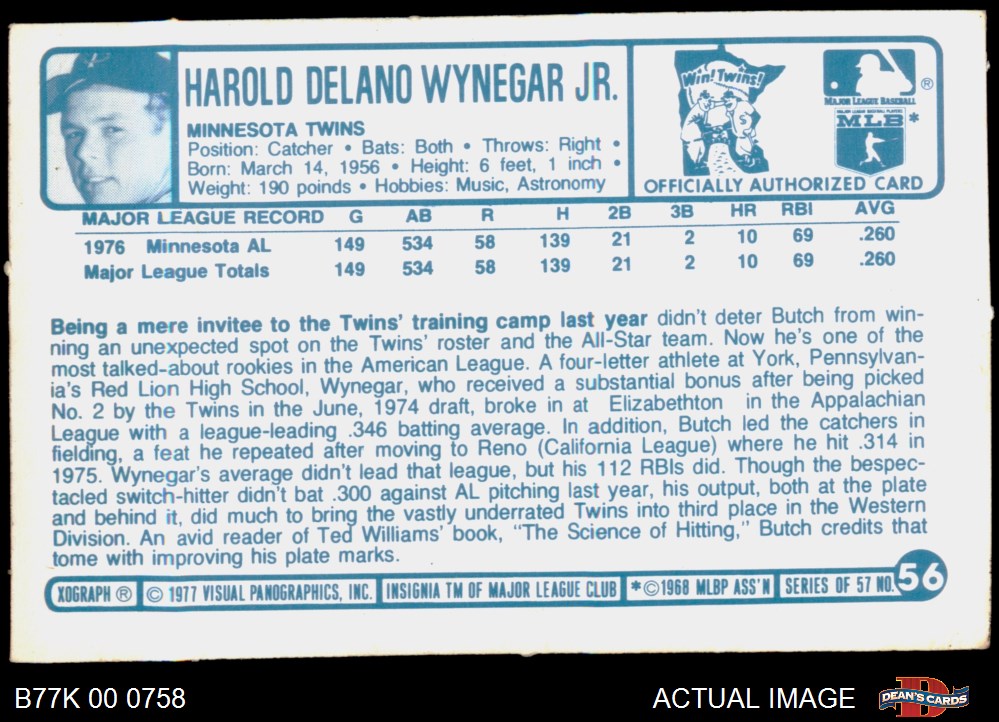 HAROLD DELANO WYNEGAR JR.
MINNESOTA TWINS
Position: Catcher • Bats: Both • Throws: Right •
Born: March 14, 1956 • Height: 6 feet, 1 inch •
Weight: 190 poinds • Hobbies: Music, Astronomy
Win! Twins!
®
MAJOR LEAGUE BASEBALL
MAJOR LEAGUE BASEBALL PLAYERS
MLB *
OFFICIALLY AUTHORIZED CARD
MAJOR LEAGUE RECORD G AB R H 2B 3B HR RBI AVG
1976 Minnesota AL 149 534 58 139 21 2 10 69 .260
Major League Totals 149 534 58 139 21 2 10 69 .260
Being a mere invitee to the Twins' training camp last year didn't deter Butch from win-
ning an unexpected spot on the Twins' roster and the All-Star team. Now he's one of the
most talked-about rookies in the American League. A four-letter athlete at York, Pennsylvan-
ia's Red Lion High School, Wynegar, who received a substantial bonus after being picked
No. 2 by the Twins in the June, 1974 draft, broke in at Elizabethton in the Appalachian
League with a league-leading .346 batting average. In addition, Butch led the catchers in
fielding, a feat he repeated after moving to Reno (California League) where he hit .314 in
1975. Wynegar's average didn't lead that league, but his 112 RBIs did. Though the bespec-
tacled switch-hitter didn't bat .300 against AL pitching last year, his output, both at the plate
and behind it, did much to bring the vastly underrated Twins into third place in the Western
Division. An avid reader of Ted Williams' book, "The Science of Hitting," Butch credits that
tome with improving his plate marks.
XOGRAPH ® © 1977 VISUAL PANOGRAPHICS, INC. INSIGNIA TM OF MAJOR LEAGUE CLUB *©1968 MLBP ASS'N SERIES OF 57 NO. 56
B77K 00 0758
ACTUAL IMAGE
DEAN'S CARDS